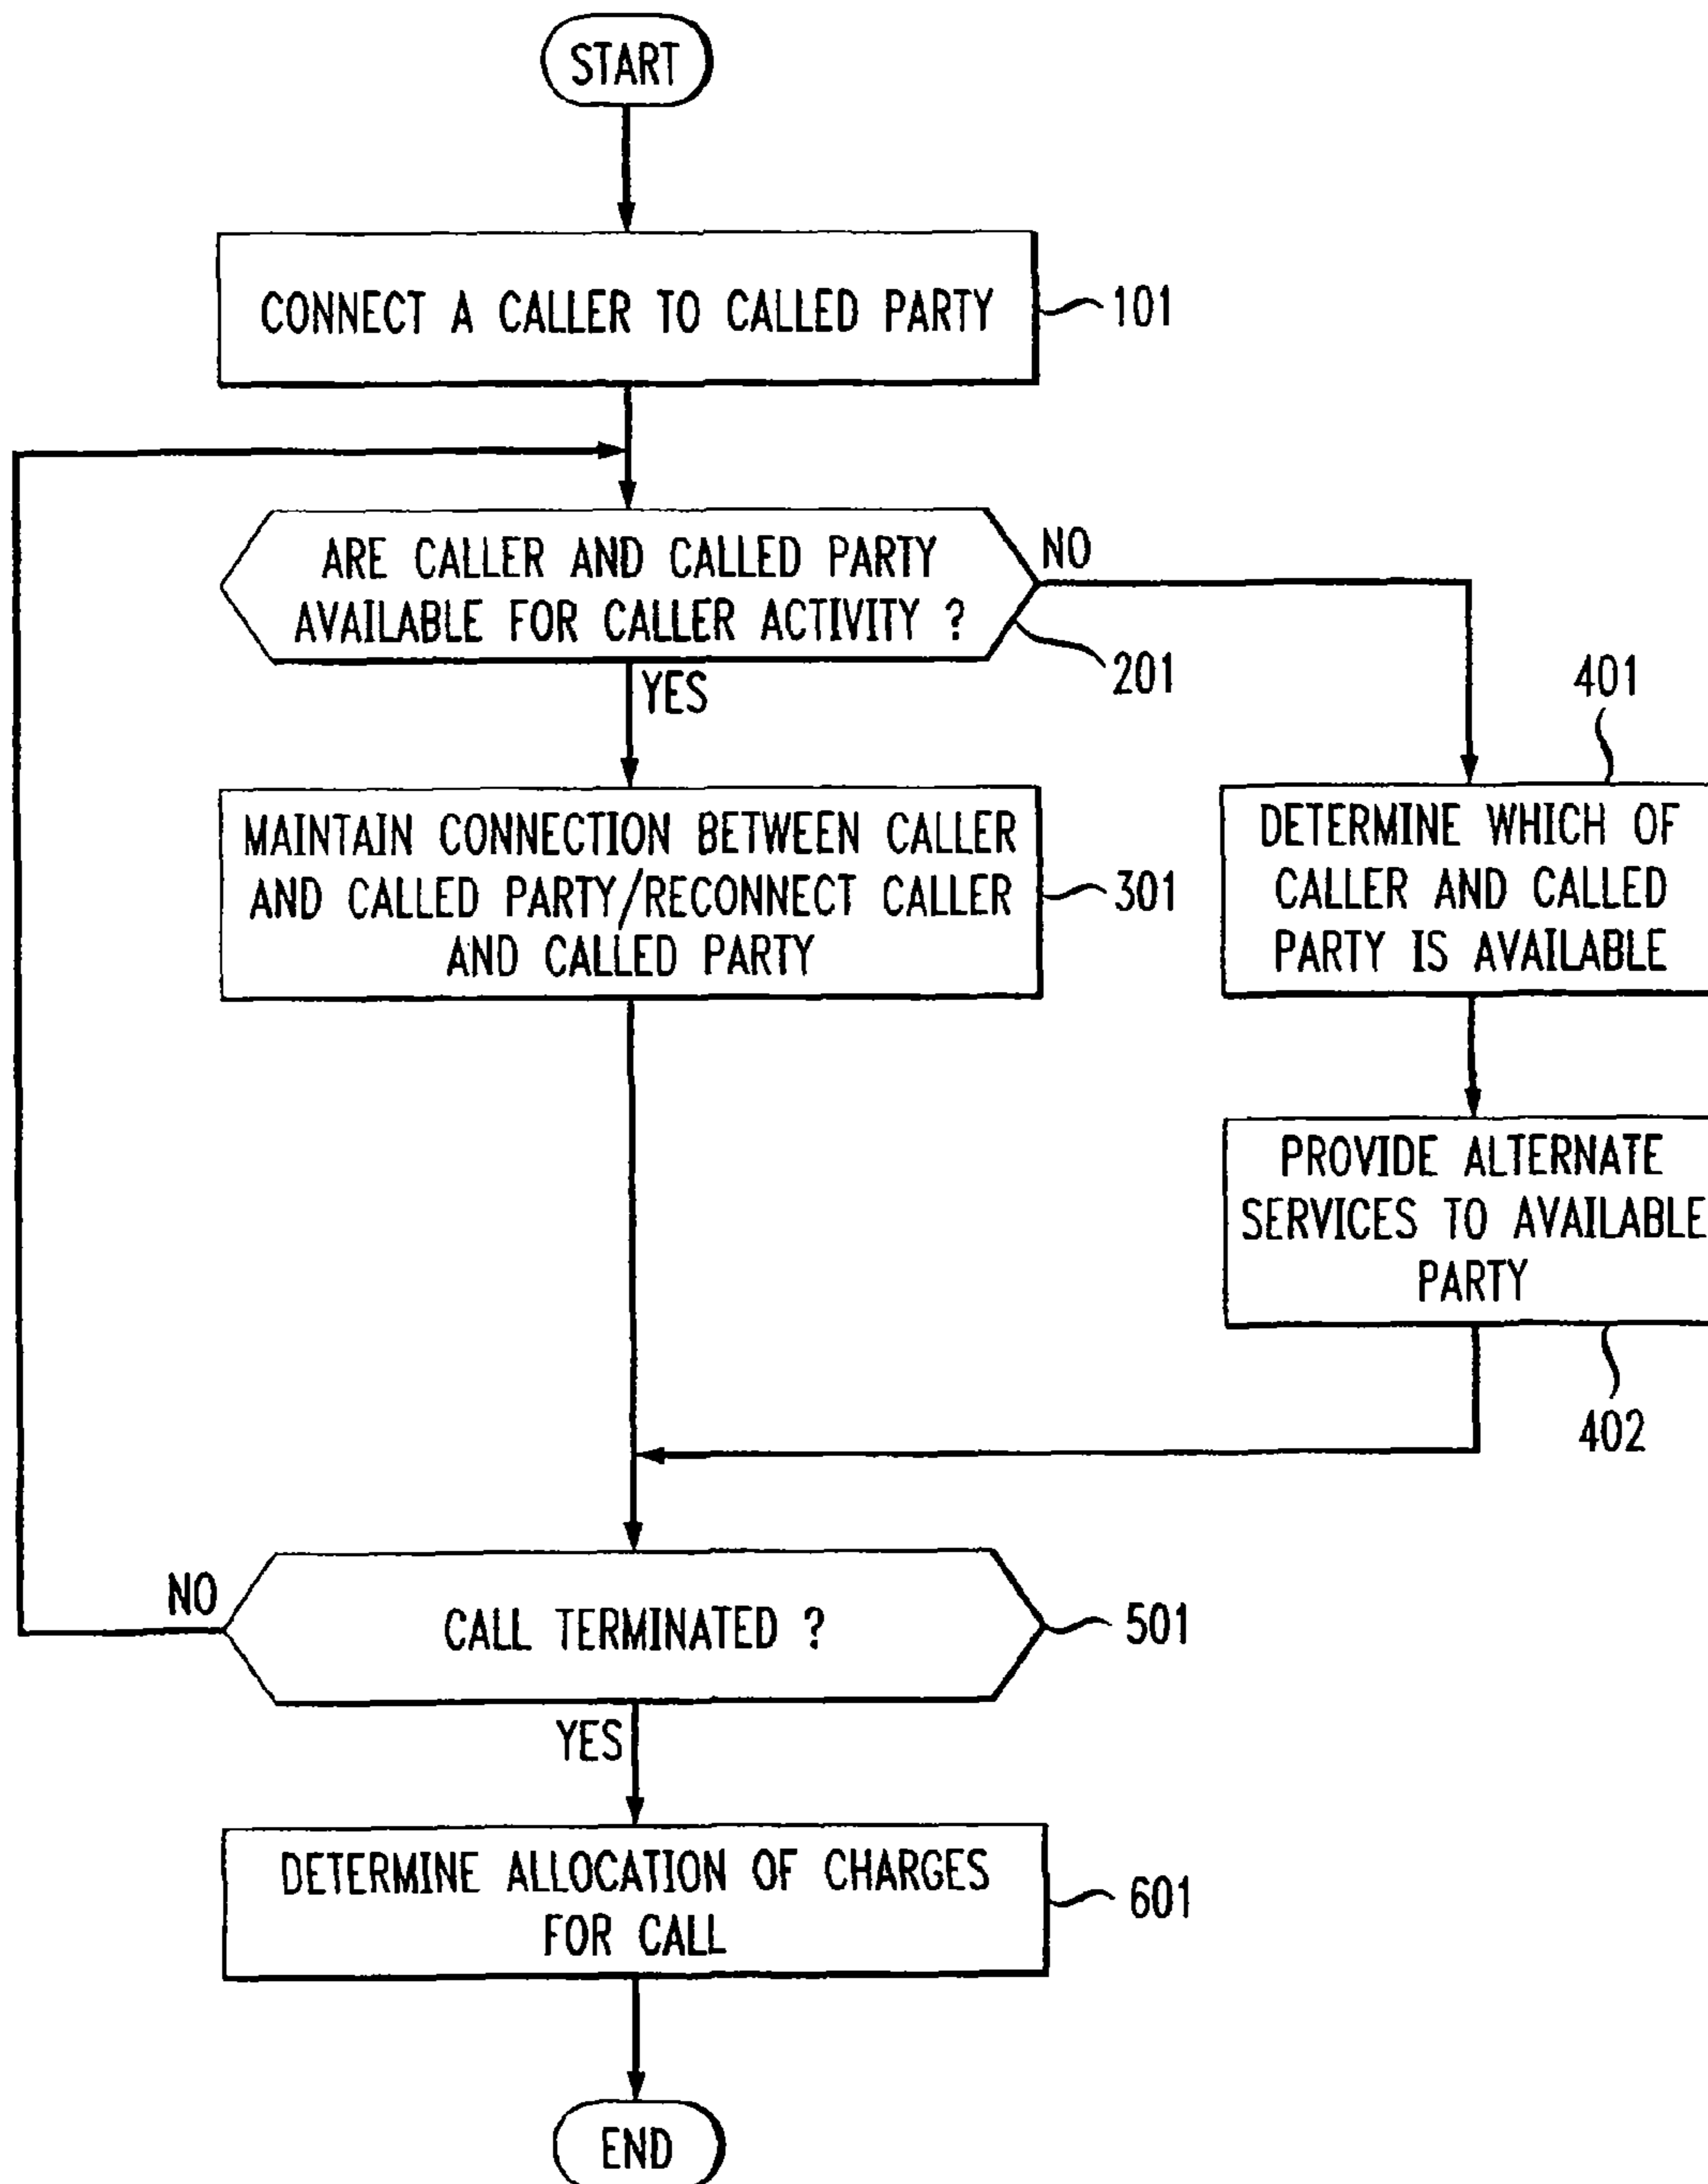 START
CONNECT A CALLER TO CALLED PARTY
101
ARE CALLER AND CALLED PARTY
AVAILABLE FOR CALLER ACTIVITY ?
NO
201
YES
MAINTAIN CONNECTION BETWEEN CALLER
AND CALLED PARTY/RECONNECT CALLER
AND CALLED PARTY
301
401
DETERMINE WHICH OF
CALLER AND CALLED
PARTY IS AVAILABLE
PROVIDE ALTERNATE
SERVICES TO AVAILABLE
PARTY
402
NO
CALL TERMINATED ?
501
YES
DETERMINE ALLOCATION OF CHARGES
FOR CALL
601
END